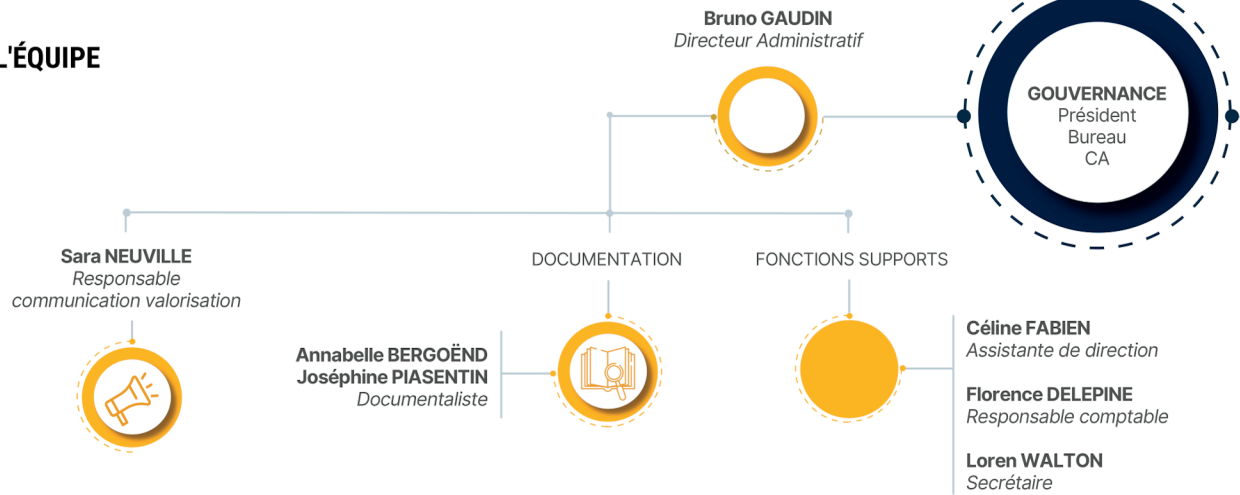 L'ÉQUIPE
Bruno GAUDIN
Directeur Administratif
GOUVERNANCE
Président
Bureau
CA
Sara NEUVILLE
Responsable
communication valorisation
DOCUMENTATION
Annabelle BERGOËND
Joséphine PIASENTIN
Documentaliste
FONCTIONS SUPPORTS
Céline FABIEN
Assistante de direction
Florence DELEPINE
Responsable comptable
Loren WALTON
Secrétaire